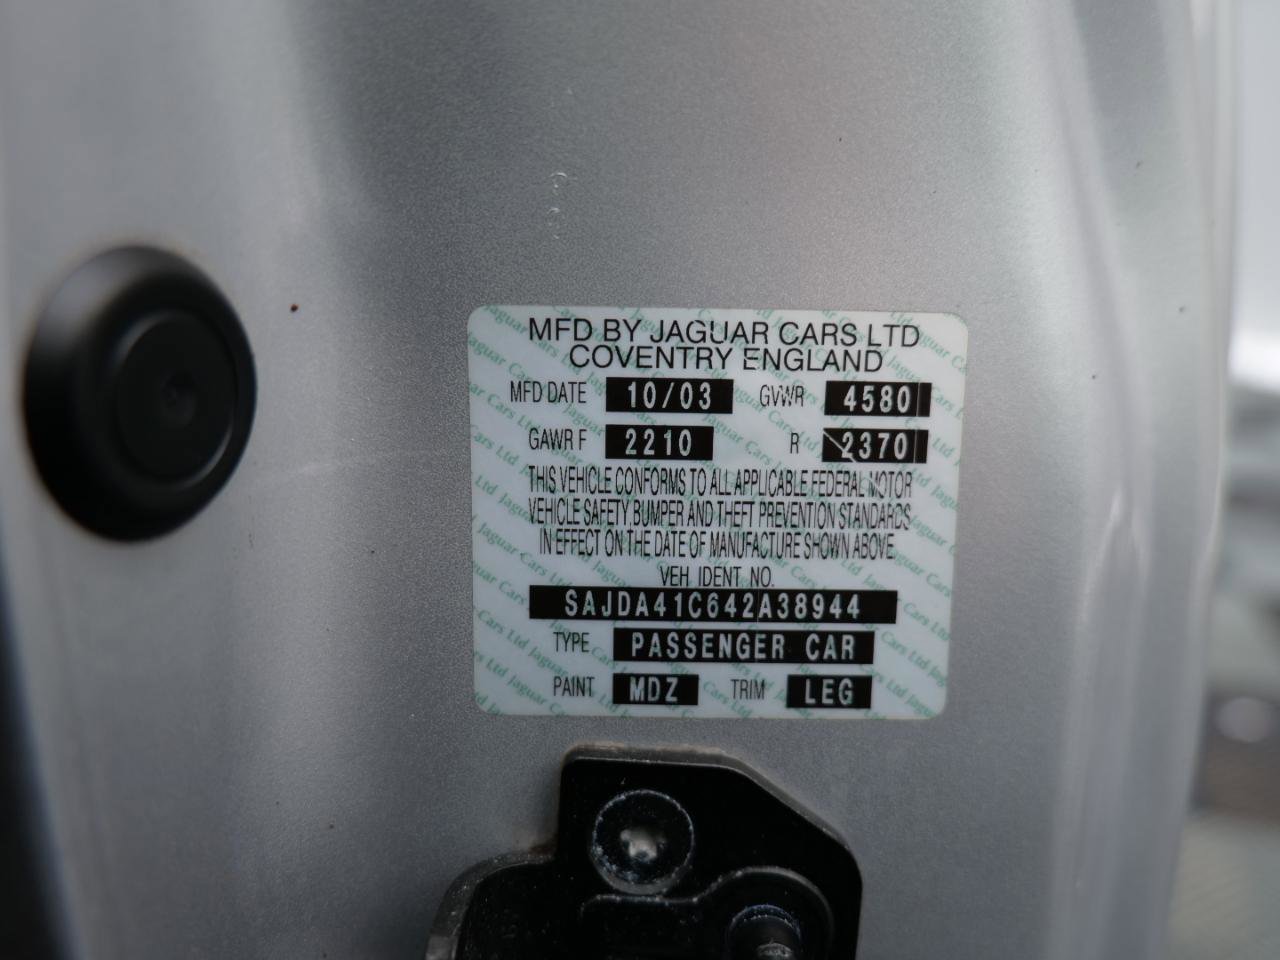 MFD BY JAGUAR CARS LTD
COVENTRY ENGLAND
MFD DATE 10/03 GVWR 4580
GAWR F 2210 R 2370
THIS VEHICLE CONFORMS TO ALL APPLICABLE FEDERAL MOTOR
VEHICLE SAFETY, BUMPER AND THEFT PREVENTION STANDARDS
IN EFFECT ON THE DATE OF MANUFACTURE SHOWN ABOVE.
VEH. IDENT. NO.
SAJDA41C642A38944
TYPE PASSENGER CAR
PAINT MDZ TRIM LEG